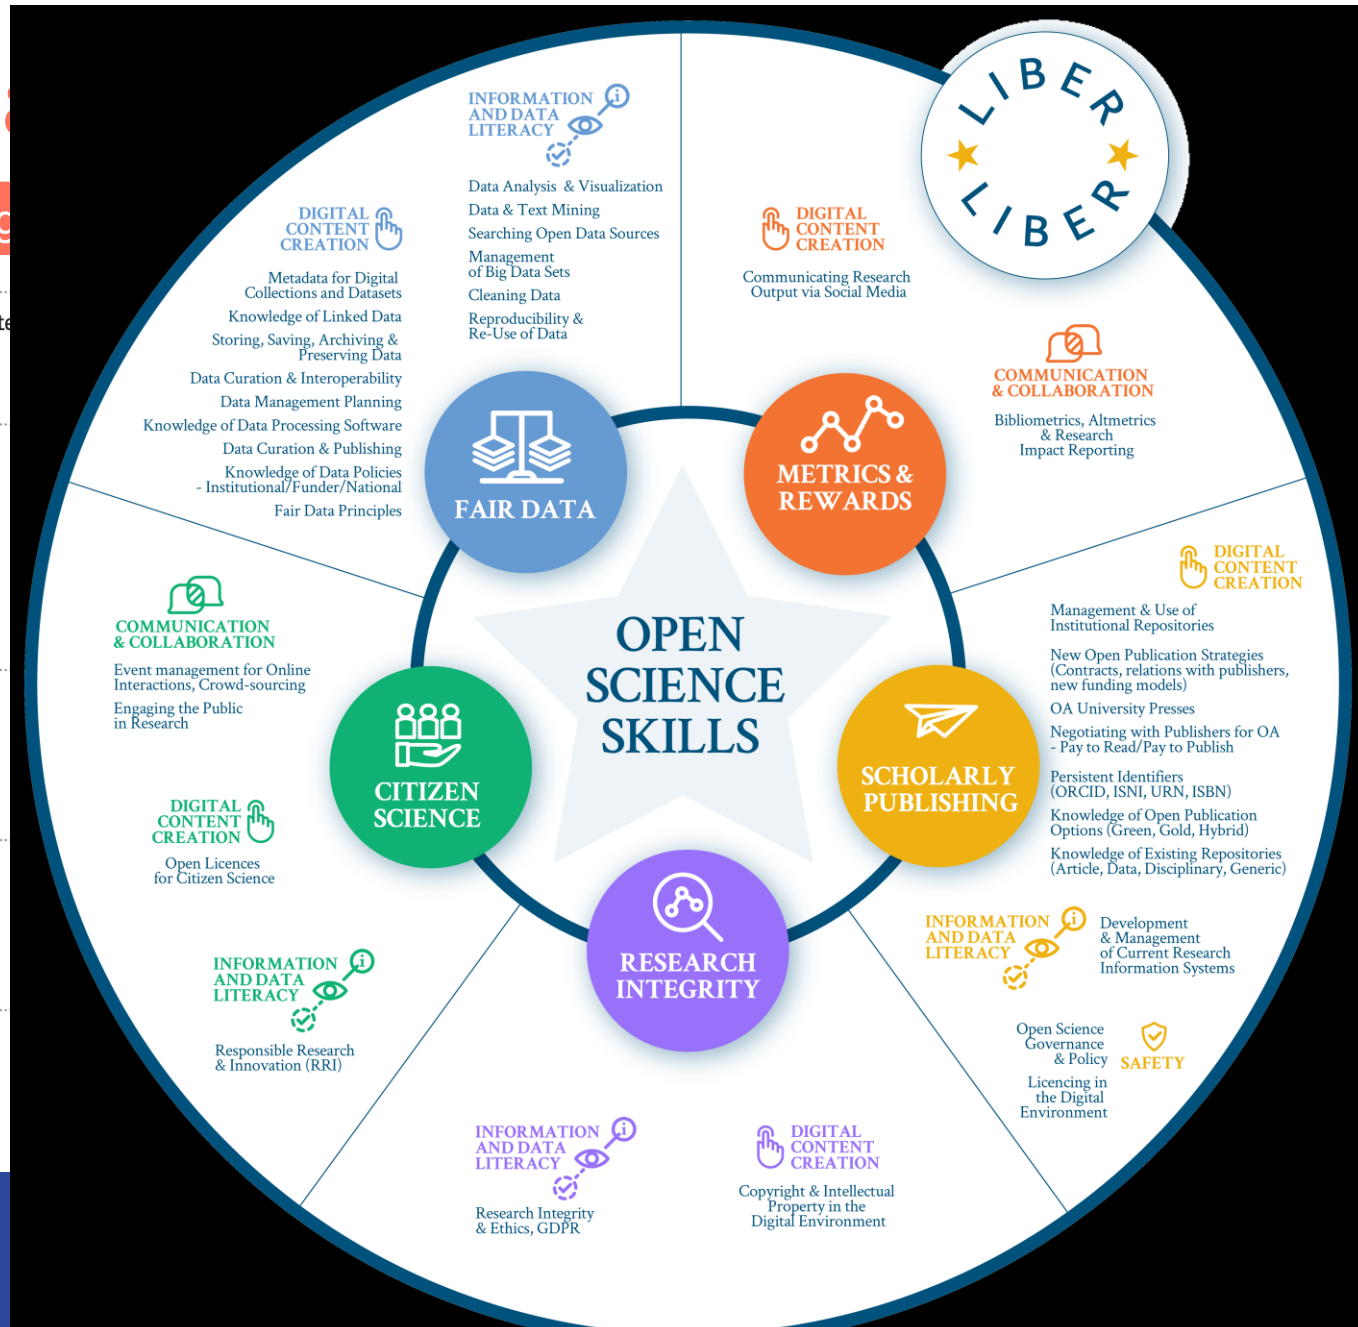 LIBER
LIBER
INFORMATION
AND DATA
LITERACY
Data Analysis & Visualization
Data & Text Mining
Searching Open Data Sources
Management
of Big Data Sets
Cleaning Data
Reproducibility &
Re-Use of Data
DIGITAL
CONTENT
CREATION
Metadata for Digital
Collections and Datasets
Knowledge of Linked Data
Storing, Saving, Archiving &
Preserving Data
Data Curation & Interoperability
Data Management Planning
Knowledge of Data Processing Software
Data Curation & Publishing
Knowledge of Data Policies
- Institutional/Funder/National
Fair Data Principles
FAIR DATA
DIGITAL
CONTENT
CREATION
Communicating Research
Output via Social Media
COMMUNICATION
& COLLABORATION
Bibliometrics, Altmetrics
& Research
Impact Reporting
METRICS &
REWARDS
OPEN
SCIENCE
SKILLS
DIGITAL
CONTENT
CREATION
Management & Use of
Institutional Repositories
New Open Publication Strategies
(Contracts, relations with publishers,
new funding models)
OA University Presses
Negotiating with Publishers for OA
- Pay to Read/Pay to Publish
Persistent Identifiers
(ORCID, ISNI, URN, ISBN)
Knowledge of Open Publication
Options (Green, Gold, Hybrid)
Knowledge of Existing Repositories
(Article, Data, Disciplinary, Generic)
SCHOLARLY
PUBLISHING
INFORMATION
AND DATA
LITERACY
Development
& Management
of Current Research
Information Systems
Open Science
Governance
& Policy
Licencing in
the Digital
Environment
SAFETY
COMMUNICATION
& COLLABORATION
Event management for Online
Interactions, Crowd-sourcing
Engaging the Public
in Research
CITIZEN
SCIENCE
DIGITAL
CONTENT
CREATION
Open Licences
for Citizen Science
INFORMATION
AND DATA
LITERACY
Responsible Research
& Innovation (RRI)
RESEARCH
INTEGRITY
INFORMATION
AND DATA
LITERACY
Research Integrity
& Ethics, GDPR
DIGITAL
CONTENT
CREATION
Copyright & Intellectual
Property in the
Digital Environment